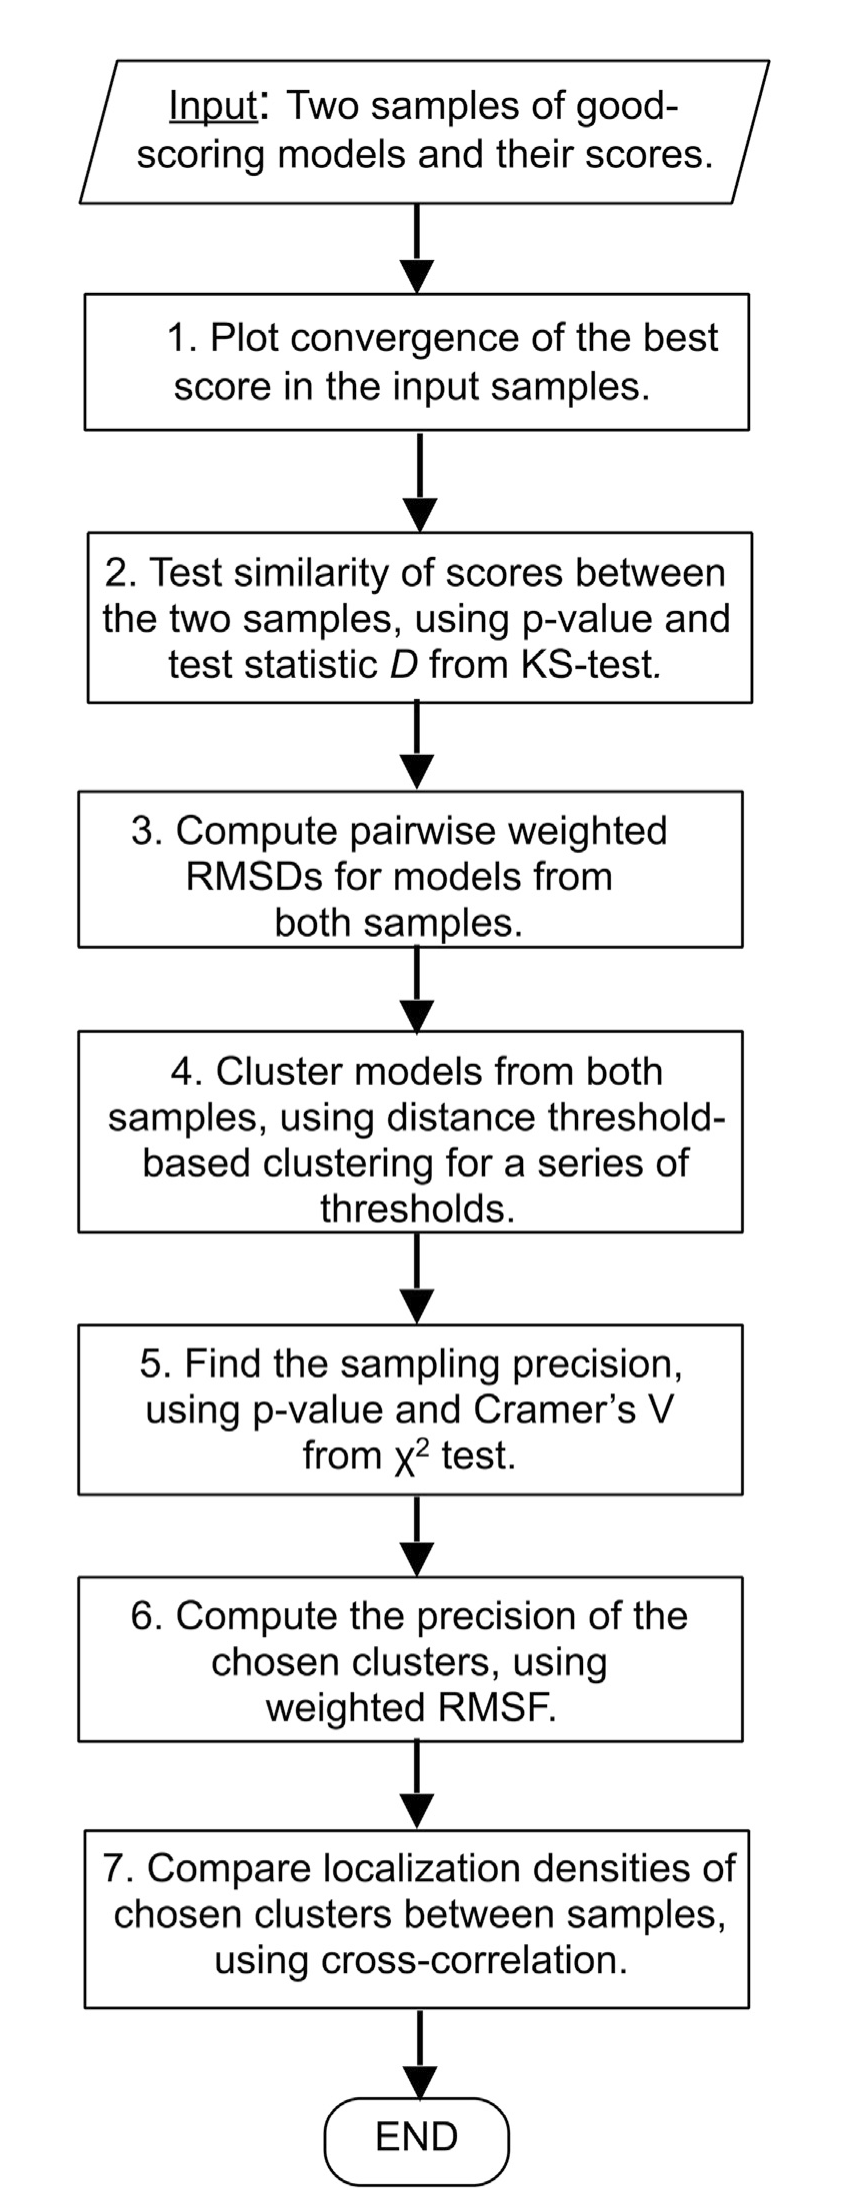 Input: Two samples of good-
scoring models and their scores.
1. Plot convergence of the best
score in the input samples.
2. Test similarity of scores between
the two samples, using p-value and
test statistic D from KS-test.
3. Compute pairwise weighted
RMSDs for models from
both samples.
4. Cluster models from both
samples, using distance threshold-
based clustering for a series of
thresholds.
5. Find the sampling precision,
using p-value and Cramer’s V
from χ² test.
6. Compute the precision of the
chosen clusters, using
weighted RMSF.
7. Compare localization densities of
chosen clusters between samples,
using cross-correlation.
END